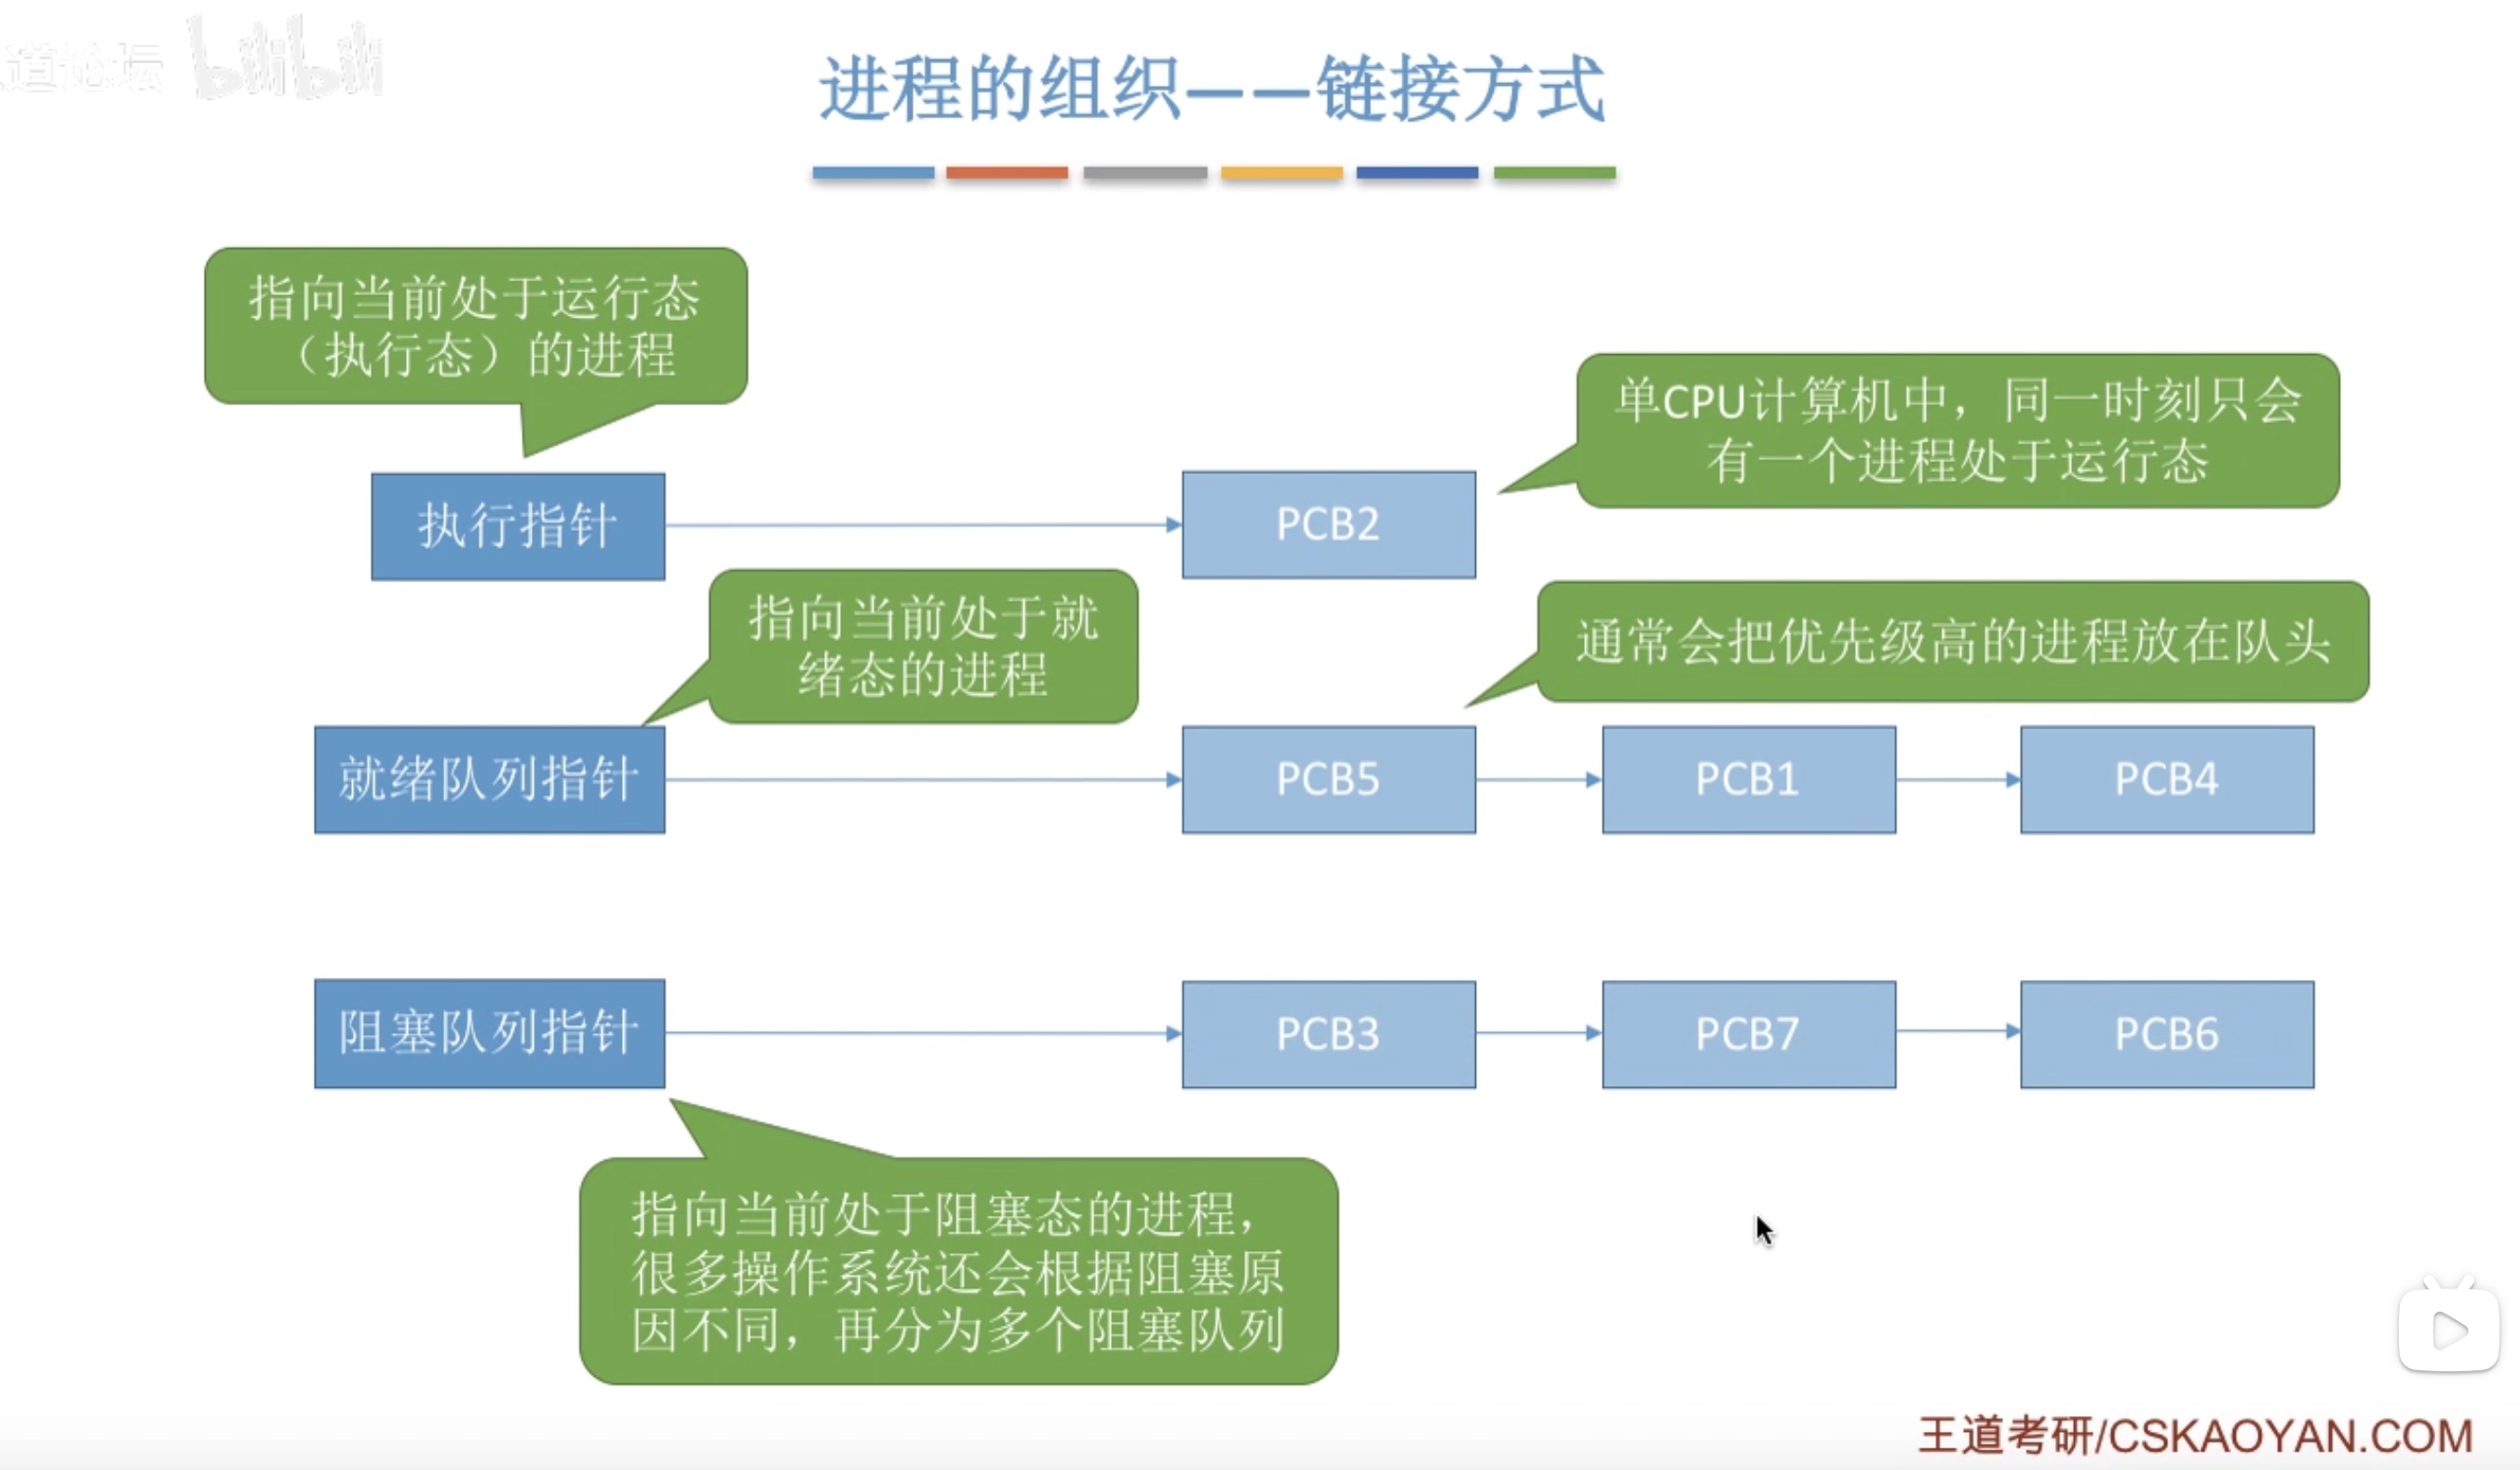 道论坛 bilibili
进程的组织——链接方式
指向当前处于运行态
（执行态）的进程
单CPU计算机中，同一时刻只会
有一个进程处于运行态
执行指针
PCB2
指向当前处于就
绪态的进程
通常会把优先级高的进程放在队头
就绪队列指针
PCB5
PCB1
PCB4
阻塞队列指针
PCB3
PCB7
PCB6
指向当前处于阻塞态的进程，
很多操作系统还会根据阻塞原
因不同，再分为多个阻塞队列
王道考研/CSKAOYAN.COM